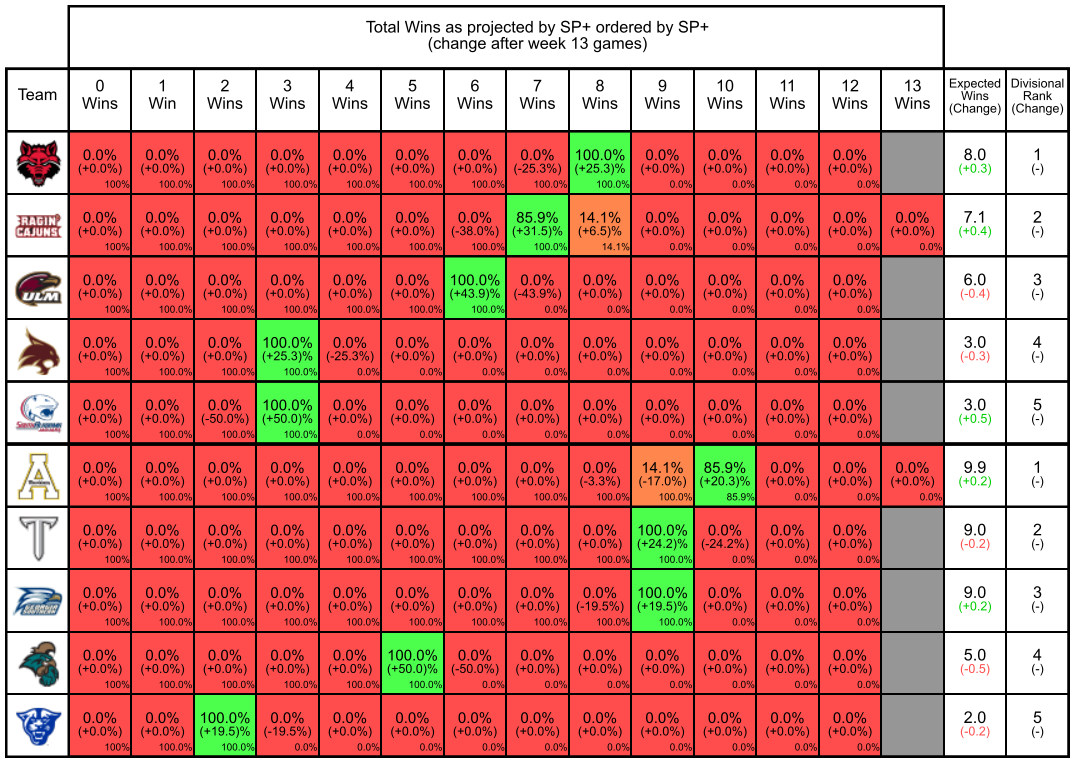 Total Wins as projected by SP+ ordered by SP+
(change after week 13 games)
Team 0 Wins 1 Win 2 Wins 3 Wins 4 Wins 5 Wins 6 Wins 7 Wins 8 Wins 9 Wins 10 Wins 11 Wins 12 Wins 13 Wins Expected Wins (Change) Divisional Rank (Change)
0.0% 0.0% 0.0% 0.0% 0.0% 0.0% 0.0% 0.0% 100.0% 0.0% 0.0% 0.0% 0.0% 8.0 1
(+0.0%) (+0.0%) (+0.0%) (+0.0%) (+0.0%) (+0.0%) (+0.0%) (-25.3%) (+25.3)% (+0.0%) (+0.0%) (+0.0%) (+0.0%) (+0.3) (-)
100% 100.0% 100.0% 100.0% 100.0% 100.0% 100.0% 100.0% 100.0% 0.0% 0.0% 0.0% 0.0%
RAGIN'
CAJUNS
0.0% 0.0% 0.0% 0.0% 0.0% 0.0% 0.0% 85.9% 14.1% 0.0% 0.0% 0.0% 0.0% 0.0% 7.1 2
(+0.0%) (+0.0%) (+0.0%) (+0.0%) (+0.0%) (+0.0%) (-38.0%) (+31.5)% (+6.5)% (+0.0%) (+0.0%) (+0.0%) (+0.0%) (+0.0%) (+0.4) (-)
100% 100.0% 100.0% 100.0% 100.0% 100.0% 100.0% 100.0% 14.1% 0.0% 0.0% 0.0% 0.0% 0.0%
ULM
0.0% 0.0% 0.0% 0.0% 0.0% 0.0% 100.0% 0.0% 0.0% 0.0% 0.0% 0.0% 0.0% 6.0 3
(+0.0%) (+0.0%) (+0.0%) (+0.0%) (+0.0%) (+0.0%) (+43.9)% (-43.9%) (+0.0%) (+0.0%) (+0.0%) (+0.0%) (+0.0%) (-0.4) (-)
100% 100.0% 100.0% 100.0% 100.0% 100.0% 100.0% 0.0% 0.0% 0.0% 0.0% 0.0% 0.0%
0.0% 0.0% 0.0% 100.0% 0.0% 0.0% 0.0% 0.0% 0.0% 0.0% 0.0% 0.0% 0.0% 3.0 4
(+0.0%) (+0.0%) (+0.0%) (+25.3)% (-25.3%) (+0.0%) (+0.0%) (+0.0%) (+0.0%) (+0.0%) (+0.0%) (+0.0%) (+0.0%) (-0.3) (-)
100% 100.0% 100.0% 100.0% 0.0% 0.0% 0.0% 0.0% 0.0% 0.0% 0.0% 0.0% 0.0%
0.0% 0.0% 0.0% 100.0% 0.0% 0.0% 0.0% 0.0% 0.0% 0.0% 0.0% 0.0% 0.0% 3.0 5
(+0.0%) (+0.0%) (-50.0%) (+50.0)% (+0.0%) (+0.0%) (+0.0%) (+0.0%) (+0.0%) (+0.0%) (+0.0%) (+0.0%) (+0.0%) (+0.5) (-)
100% 100.0% 100.0% 100.0% 0.0% 0.0% 0.0% 0.0% 0.0% 0.0% 0.0% 0.0% 0.0%
A
0.0% 0.0% 0.0% 0.0% 0.0% 0.0% 0.0% 0.0% 0.0% 14.1% 85.9% 0.0% 0.0% 0.0% 9.9 1
(+0.0%) (+0.0%) (+0.0%) (+0.0%) (+0.0%) (+0.0%) (+0.0%) (+0.0%) (-3.3%) (-17.0%) (+20.3)% (+0.0%) (+0.0%) (+0.0%) (+0.2) (-)
100% 100.0% 100.0% 100.0% 100.0% 100.0% 100.0% 100.0% 100.0% 100.0% 85.9% 0.0% 0.0% 0.0%
T
0.0% 0.0% 0.0% 0.0% 0.0% 0.0% 0.0% 0.0% 0.0% 100.0% 0.0% 0.0% 0.0% 9.0 2
(+0.0%) (+0.0%) (+0.0%) (+0.0%) (+0.0%) (+0.0%) (+0.0%) (+0.0%) (+0.0%) (+24.2)% (-24.2%) (+0.0%) (+0.0%) (-0.2) (-)
100% 100.0% 100.0% 100.0% 100.0% 100.0% 100.0% 100.0% 100.0% 100.0% 0.0% 0.0% 0.0%
0.0% 0.0% 0.0% 0.0% 0.0% 0.0% 0.0% 0.0% 0.0% 100.0% 0.0% 0.0% 0.0% 9.0 3
(+0.0%) (+0.0%) (+0.0%) (+0.0%) (+0.0%) (+0.0%) (+0.0%) (+0.0%) (-19.5%) (+19.5)% (+0.0%) (+0.0%) (+0.0%) (+0.2) (-)
100% 100.0% 100.0% 100.0% 100.0% 100.0% 100.0% 100.0% 100.0% 100.0% 0.0% 0.0% 0.0%
0.0% 0.0% 0.0% 0.0% 0.0% 100.0% 0.0% 0.0% 0.0% 0.0% 0.0% 0.0% 0.0% 5.0 4
(+0.0%) (+0.0%) (+0.0%) (+0.0%) (+0.0%) (+50.0)% (-50.0%) (+0.0%) (+0.0%) (+0.0%) (+0.0%) (+0.0%) (+0.0%) (-0.5) (-)
100% 100.0% 100.0% 100.0% 100.0% 100.0% 0.0% 0.0% 0.0% 0.0% 0.0% 0.0% 0.0%
0.0% 0.0% 100.0% 0.0% 0.0% 0.0% 0.0% 0.0% 0.0% 0.0% 0.0% 0.0% 0.0% 2.0 5
(+0.0%) (+0.0%) (+19.5)% (-19.5%) (+0.0%) (+0.0%) (+0.0%) (+0.0%) (+0.0%) (+0.0%) (+0.0%) (+0.0%) (+0.0%) (-0.2) (-)
100% 100.0% 100.0% 0.0% 0.0% 0.0% 0.0% 0.0% 0.0% 0.0% 0.0% 0.0% 0.0%